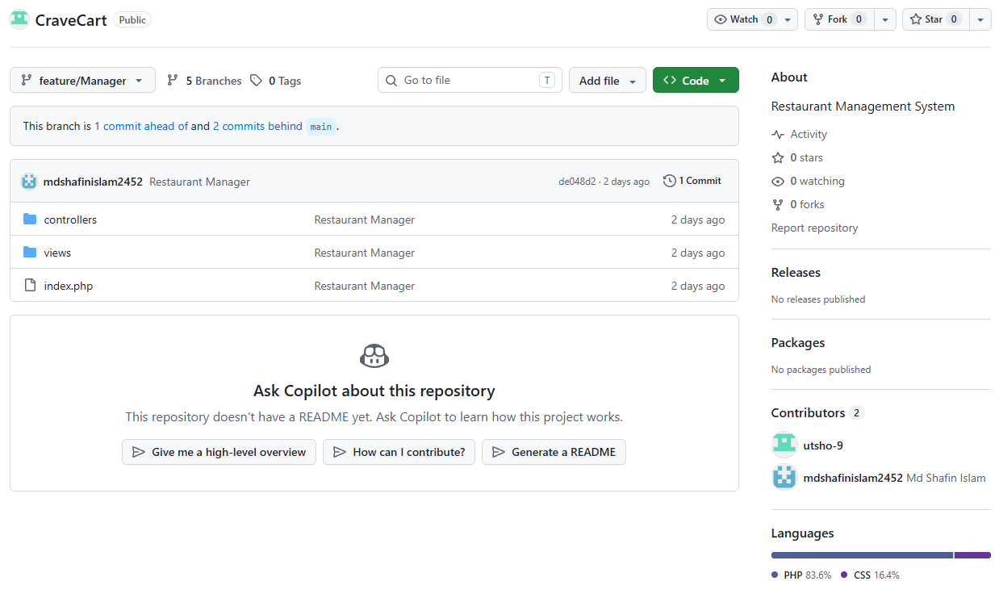 CraveCart Public Watch 0 Fork 0 Star 0
feature/Manager 5 Branches 0 Tags Go to file T Add file Code
This branch is 1 commit ahead of and 2 commits behind main .
mdshafinislam2452 Restaurant Manager de048d2 · 2 days ago 1 Commit
controllers Restaurant Manager 2 days ago
views Restaurant Manager 2 days ago
index.php Restaurant Manager 2 days ago
Ask Copilot about this repository
This repository doesn't have a README yet. Ask Copilot to learn how this project works.
Give me a high-level overview How can I contribute? Generate a README
About
Restaurant Management System
Activity
0 stars
0 watching
0 forks
Report repository
Releases
No releases published
Packages
No packages published
Contributors 2
utsho-9
mdshafinislam2452 Md Shafin Islam
Languages
PHP 83.6% CSS 16.4%